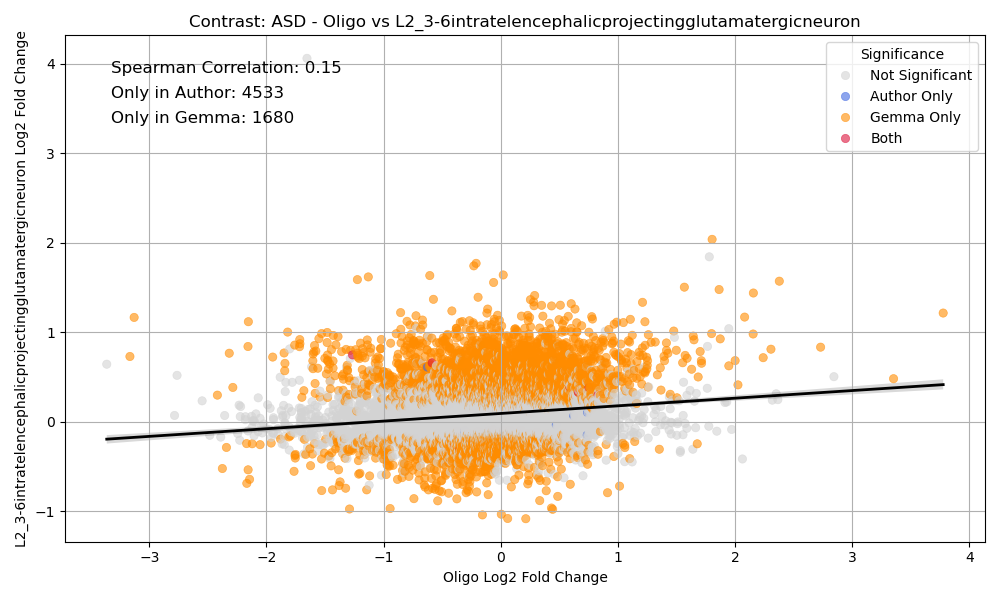 Contrast: ASD - Oligo vs L2_3-6intratelencephalicprojectingglutamatergicneuron
L2_3-6intratelencephalicprojectingglutamatergicneuron Log2 Fold Change
4
3
2
1
0
−1
Spearman Correlation: 0.15
Only in Author: 4533
Only in Gemma: 1680
Significance
Not Significant
Author Only
Gemma Only
Both
−3
−2
−1
0
1
2
3
4
Oligo Log2 Fold Change